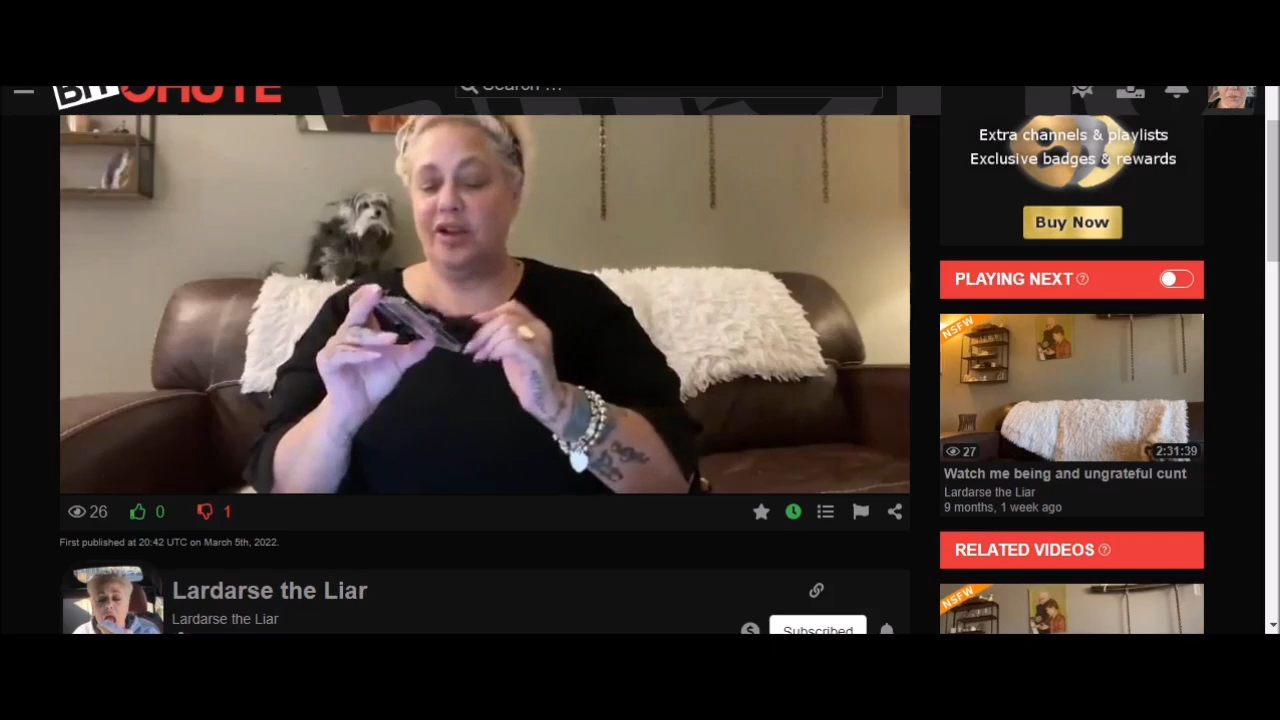 BITCHUTE
Search ...
Extra channels & playlists
Exclusive badges & rewards
Buy Now
PLAYING NEXT ?
NSFW
27
2:31:39
Watch me being and ungrateful cunt
Lardarse the Liar
9 months, 1 week ago
26
0
1
First published at 20:42 UTC on March 5th, 2022.
Lardarse the Liar
Lardarse the Liar
Subscribed
RELATED VIDEOS ?
NSFW